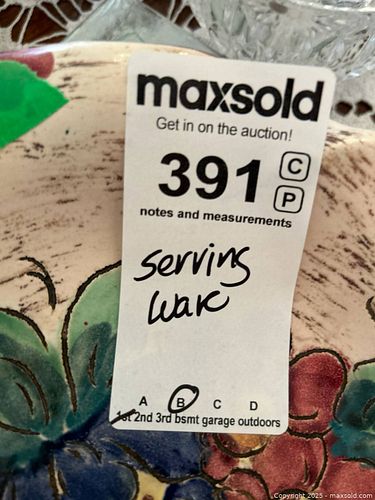 maxsold
Get in on the auction!
391 C
P
notes and measurements
serving
ware
A B C D
1st 2nd 3rd bsmt garage outdoors
Copyright 2025 - maxsold.com